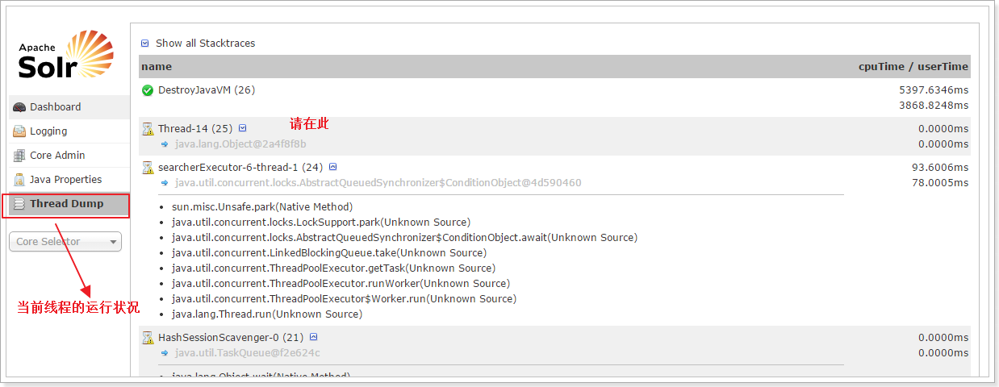 Apache
Solr
Dashboard
Logging
Core Admin
Java Properties
Thread Dump
Core Selector
当前线程的运行状况
Show all Stacktraces
name cpuTime / userTime
DestroyJavaVM (26) 5397.6346ms
3868.8248ms
Thread-14 (25) 请在此 0.0000ms
java.lang.Object@2a4f8f8b 0.0000ms
searcherExecutor-6-thread-1 (24) 93.6006ms
java.util.concurrent.locks.AbstractQueuedSynchronizer$ConditionObject@4d590460 78.0005ms
sun.misc.Unsafe.park(Native Method)
java.util.concurrent.locks.LockSupport.park(Unknown Source)
java.util.concurrent.locks.AbstractQueuedSynchronizer$ConditionObject.await(Unknown Source)
java.util.concurrent.LinkedBlockingQueue.take(Unknown Source)
java.util.concurrent.ThreadPoolExecutor.getTask(Unknown Source)
java.util.concurrent.ThreadPoolExecutor.runWorker(Unknown Source)
java.util.concurrent.ThreadPoolExecutor$Worker.run(Unknown Source)
java.lang.Thread.run(Unknown Source)
HashSessionScavenger-0 (21) 0.0000ms
java.util.TaskQueue@f2e624c 0.0000ms
java.lang.Object.wait(Native Method)